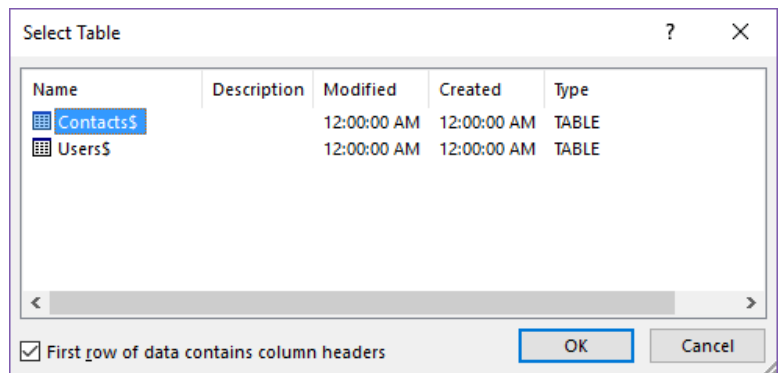 Select Table ? ×
Name Description Modified Created Type
Contacts$ 12:00:00 AM 12:00:00 AM TABLE
Users$ 12:00:00 AM 12:00:00 AM TABLE
First row of data contains column headers OK Cancel